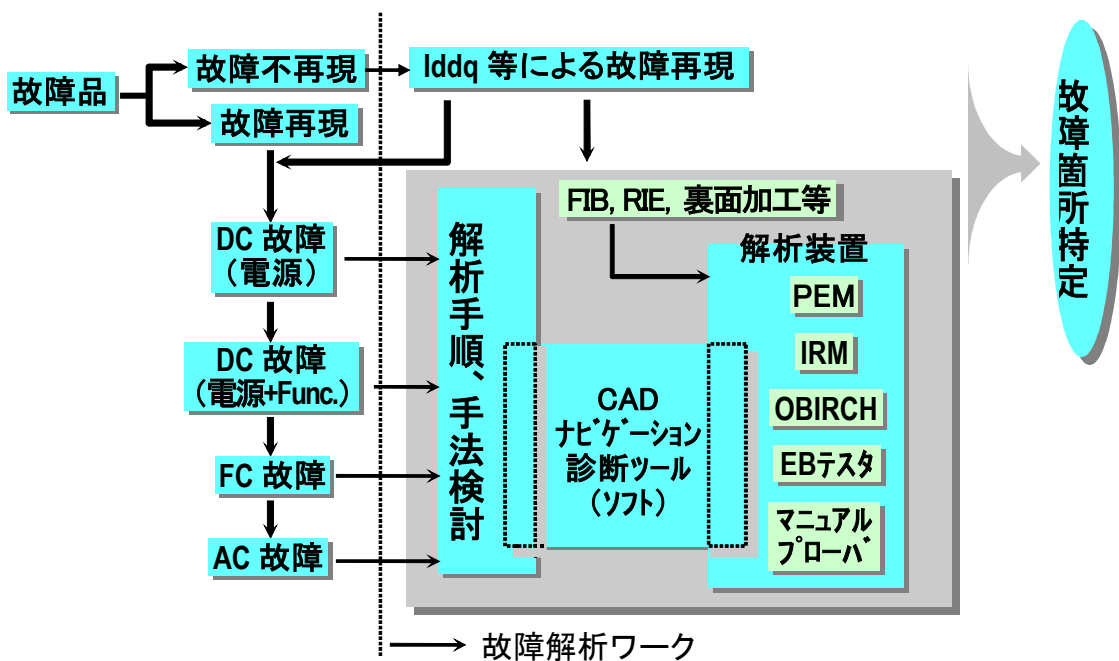 故障品
故障不再現
故障再現
Iddq 等による故障再現
DC 故障
（電源）
DC 故障
（電源+Func.）
FC 故障
AC 故障
解析手順、手法検討
FIB, RIE, 裏面加工等
CAD
ナビゲーション
診断ツール
（ソフト）
解析装置
PEM
IRM
OBIRCH
EBテスタ
マニュアル
プローバ
故障箇所特定
故障解析ワーク